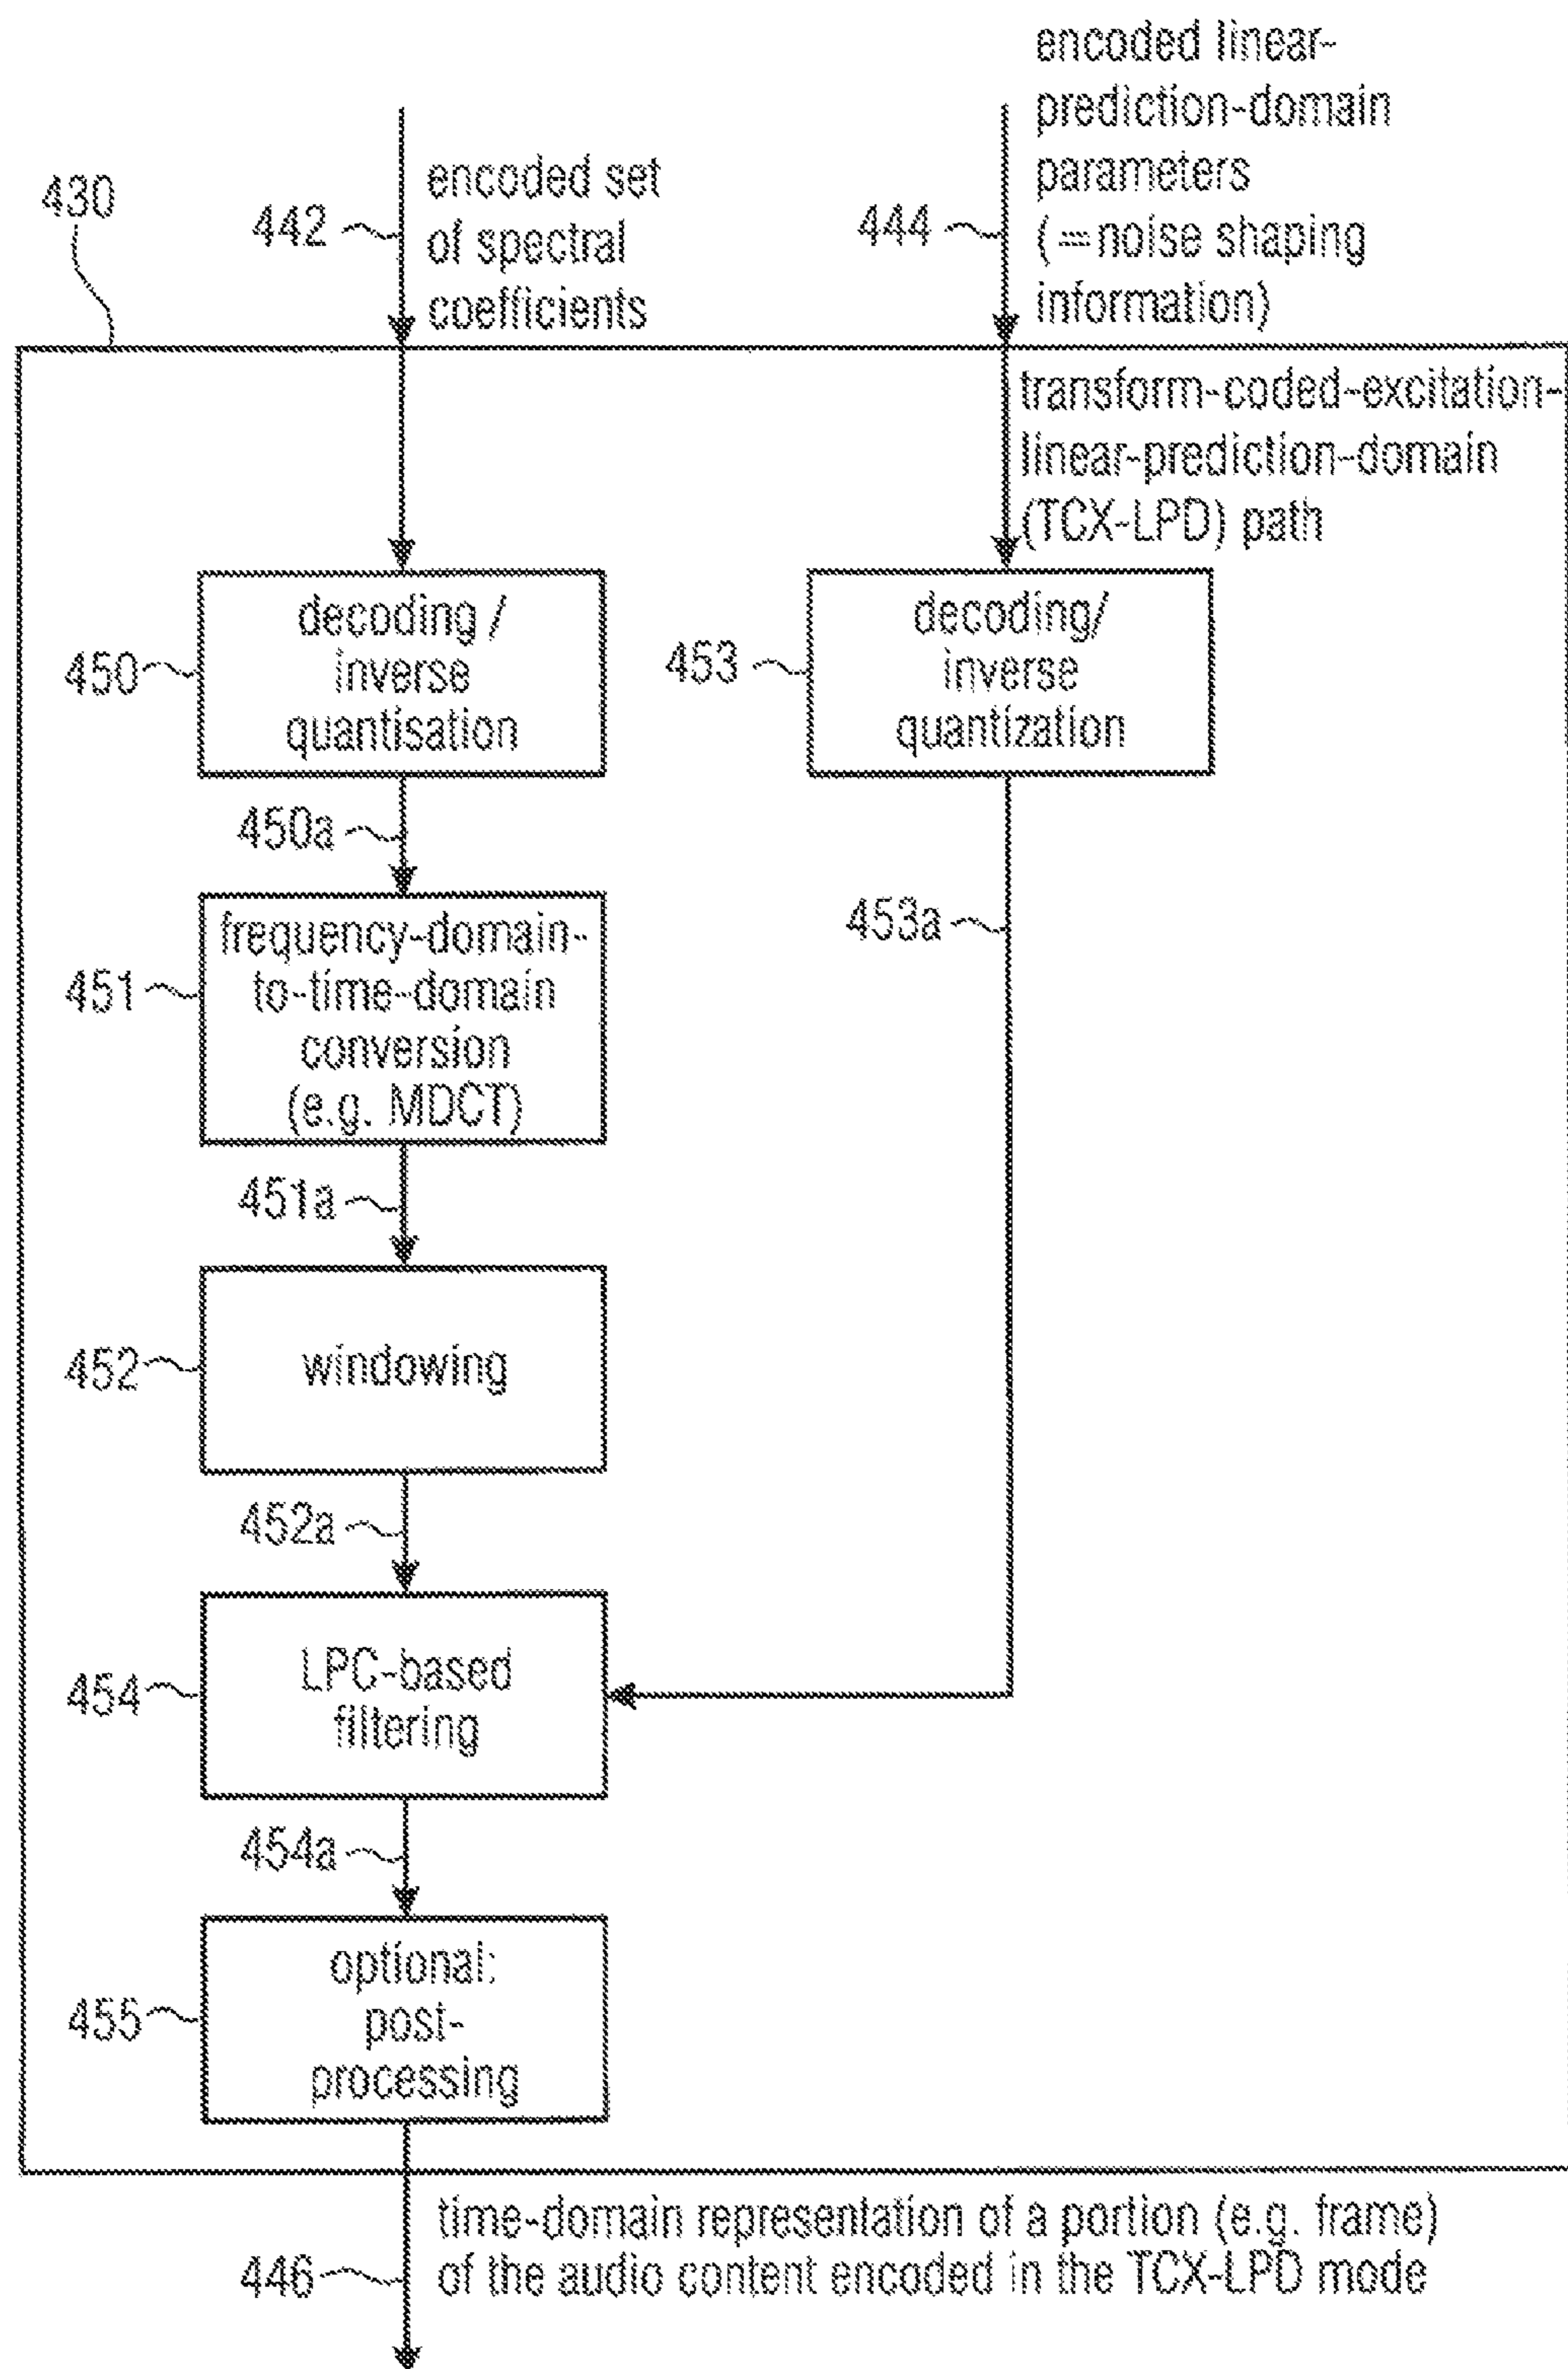 encoded linear-
prediction-domain
parameters
(=noise shaping
information)
430
442
encoded set
of spectral
coefficients
444
transform-coded-excitation-
linear-prediction-domain
(TCX-LPD) path
450
decoding /
inverse
quantisation
453
decoding/
inverse
quantization
450a
451
frequency-domain-
to-time-domain
conversion
(e.g. MDCT)
453a
451a
452
windowing
452a
454
LPC-based
filtering
454a
455
optional:
post-
processing
446
time-domain representation of a portion (e.g. frame)
of the audio content encoded in the TCX-LPD mode